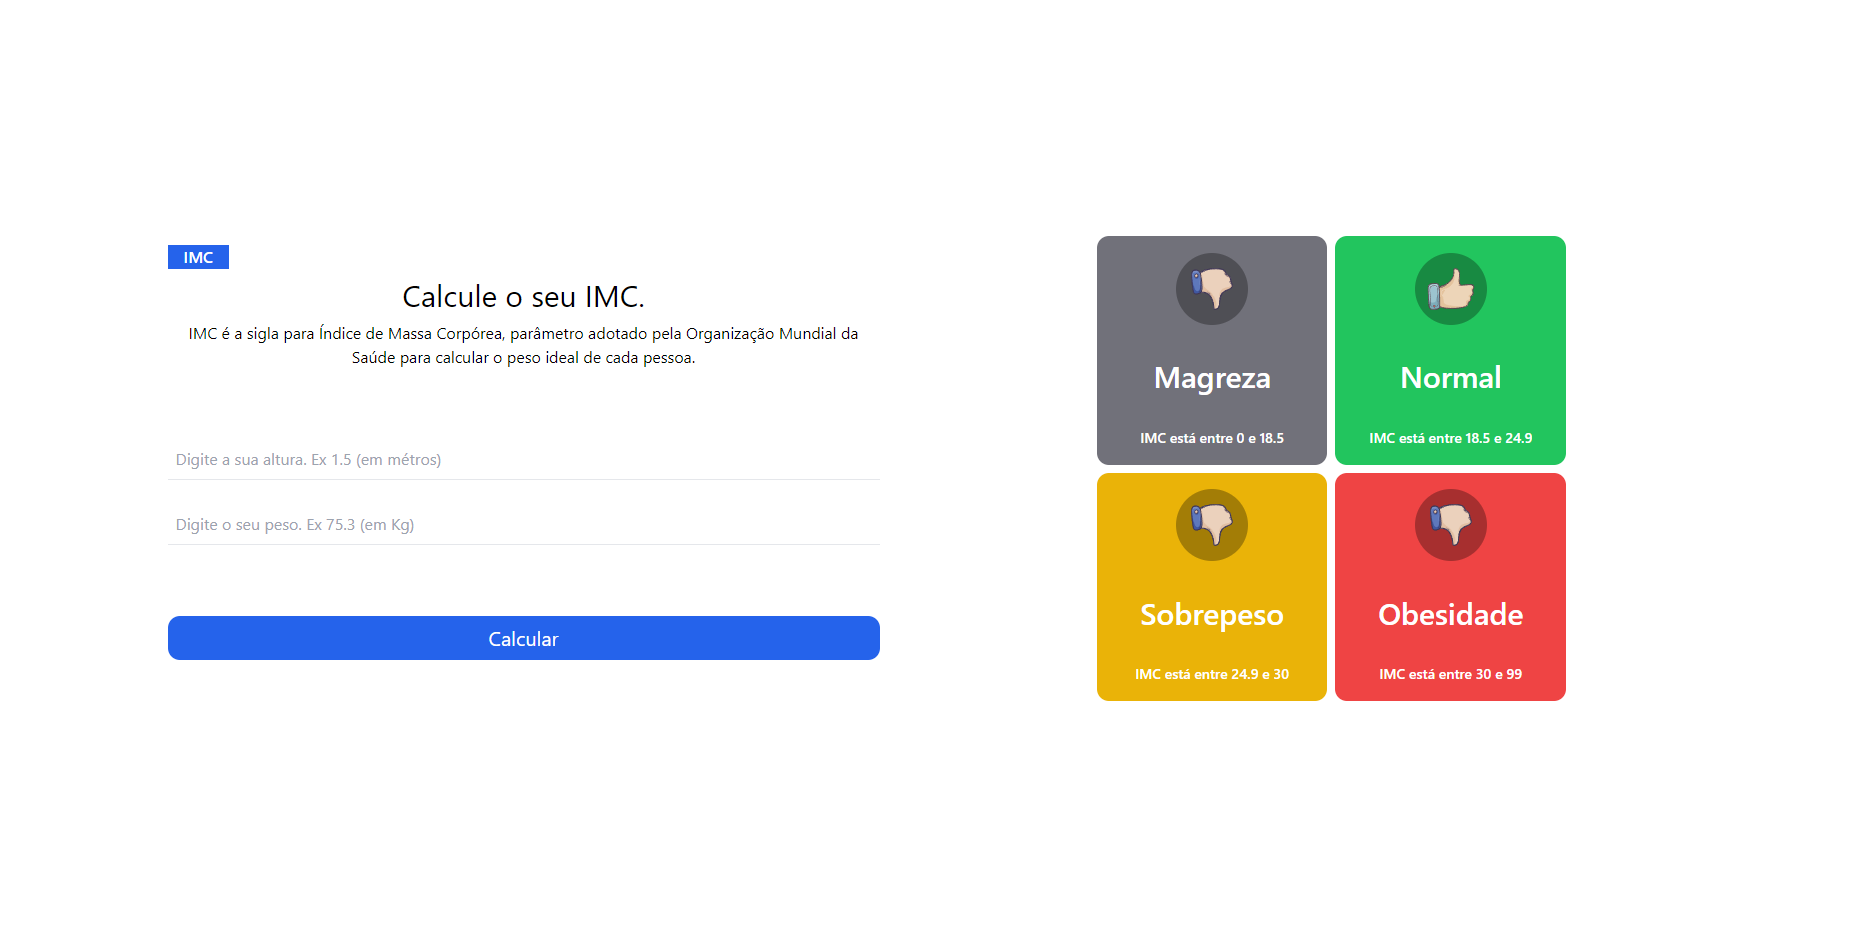 IMC
Calcule o seu IMC.
IMC é a sigla para Índice de Massa Corpórea, parâmetro adotado pela Organização Mundial da
Saúde para calcular o peso ideal de cada pessoa.
Digite a sua altura. Ex 1.5 (em métros)
Digite o seu peso. Ex 75.3 (em Kg)
Calcular
Magreza
IMC está entre 0 e 18.5
Normal
IMC está entre 18.5 e 24.9
Sobrepeso
IMC está entre 24.9 e 30
Obesidade
IMC está entre 30 e 99